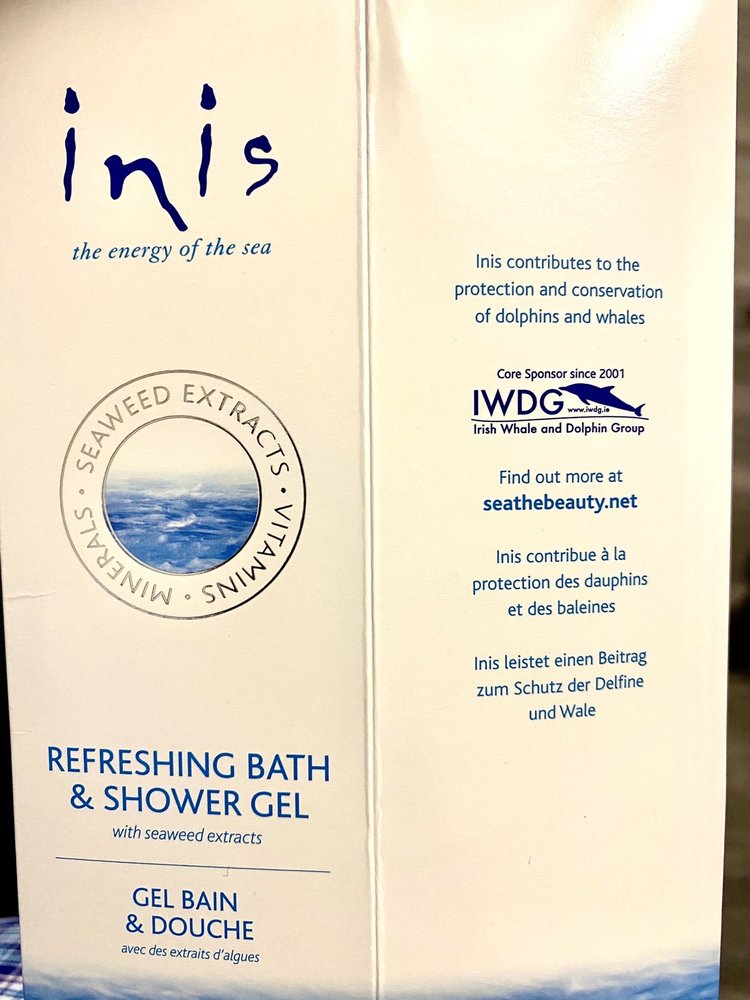 inis
the energy of the sea
SEAWEED EXTRACTS • VITAMINS • MINERALS •
REFRESHING BATH
& SHOWER GEL
with seaweed extracts
GEL BAIN
& DOUCHE
avec des extraits d'algues
Inis contributes to the
protection and conservation
of dolphins and whales
Core Sponsor since 2001
IWDG www.iwdg.ie
Irish Whale and Dolphin Group
Find out more at
seathebeauty.net
Inis contribue à la
protection des dauphins
et des baleines
Inis leistet einen Beitrag
zum Schutz der Delfine
und Wale